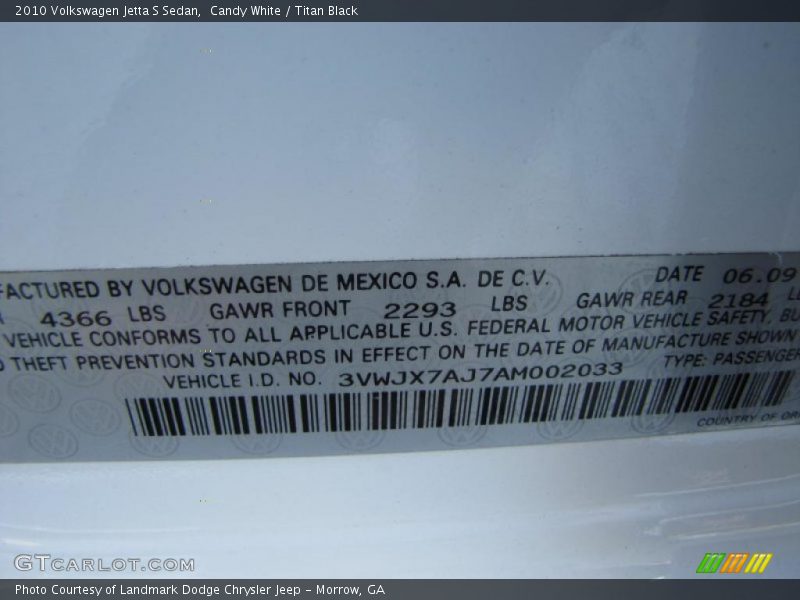 2010 Volkswagen Jetta S Sedan, Candy White / Titan Black
FACTURED BY VOLKSWAGEN DE MEXICO S.A. DE C.V. DATE 06.09
4366 LBS GAWR FRONT 2293 LBS GAWR REAR 2184
VEHICLE CONFORMS TO ALL APPLICABLE U.S. FEDERAL MOTOR VEHICLE SAFETY, BU
THEFT PREVENTION STANDARDS IN EFFECT ON THE DATE OF MANUFACTURE SHOWN
VEHICLE I.D. NO. 3VWJX7AJ7AM002033 TYPE: PASSENGER
COUNTRY OF ORI
GTCARLOT.COM
Photo Courtesy of Landmark Dodge Chrysler Jeep - Morrow, GA